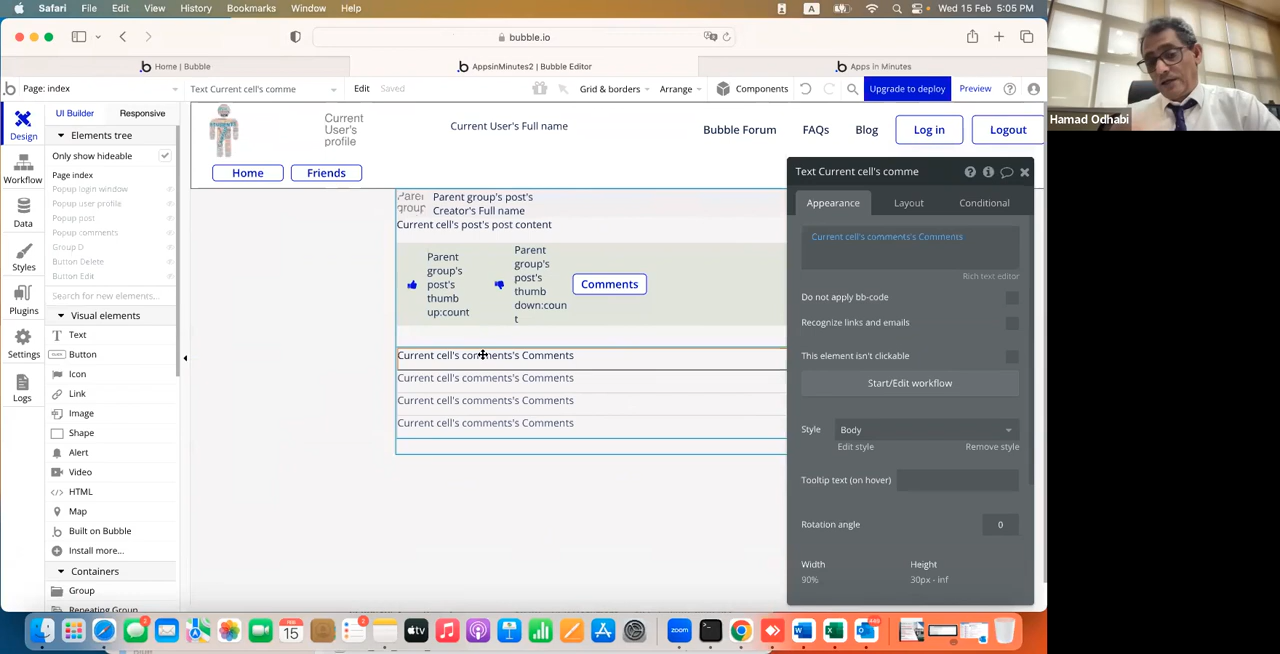 Safari File Edit View History Bookmarks Window Help
A
Wed 15 Feb 5:05 PM
bubble.io
Home | Bubble
AppsinMinutes2 | Bubble Editor
Apps In Minutes
Page: index
Text Current cell's comme
Edit
Saved
Grid & borders
Arrange
Components
Upgrade to deploy
Preview
Design
Workflow
Data
Styles
Plugins
Settings
Logs
UI Builder
Responsive
Elements tree
Only show hideable
Page index
Popup login window
Popup user profile
Popup post
Popup comments
Group D
Button Delete
Button Edit
Search for new elements...
Visual elements
Text
Button
Icon
Link
Image
Shape
Alert
Video
</> HTML
Map
Built on Bubble
Install more...
Containers
Group
Repeating Group
Current
User's
profile
Current User's Full name
Bubble Forum
FAQs
Blog
Log in
Logout
Home
Friends
Parent group's post's
Creator's Full name
Current cell's post's post content
Parent
group's
post's
thumb
up:count
Parent
group's
post's
thumb
down:coun
t
Comments
Current cell's comments's Comments
Current cell's comments's Comments
Current cell's comments's Comments
Current cell's comments's Comments
Text Current cell's comme
Appearance
Layout
Conditional
Current cell's comments's Comments
Rich text editor
Do not apply bb-code
Recognize links and emails
This element isn't clickable
Start/Edit workflow
Style
Body
Edit style
Remove style
Tooltip text (on hover)
Rotation angle
0
Width
Height
90%
30px - inf
Hamad Odhabi
FEB
15
tv
zoom